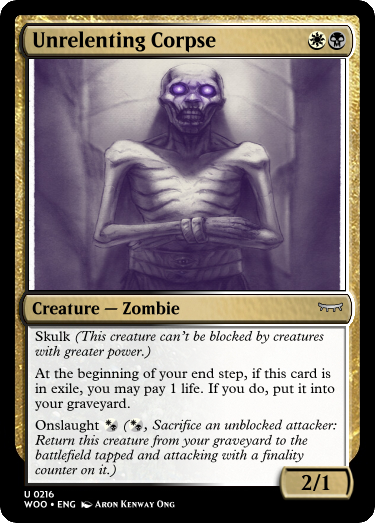 Unrelenting Corpse
Creature — Zombie
Skulk (This creature can't be blocked by creatures
with greater power.)
At the beginning of your end step, if this card is
in exile, you may pay 1 life. If you do, put it into
your graveyard.
Onslaught (, Sacrifice an unblocked attacker:
Return this creature from your graveyard to the
battlefield tapped and attacking with a finality
counter on it.)
2/1
U 0216
WOO • ENG Aron Kenway Ong